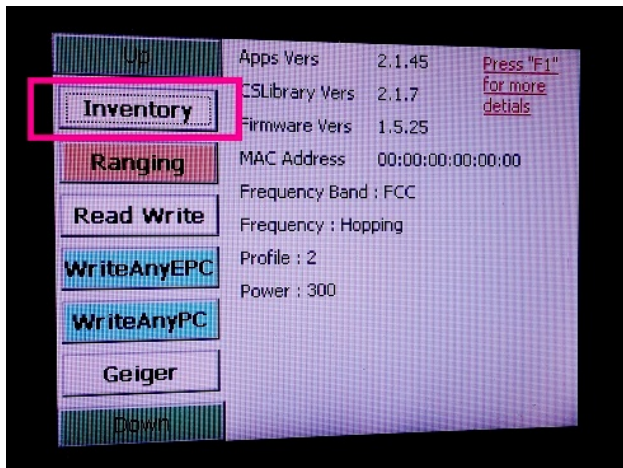 Up
Inventory
Ranging
Read Write
WriteAnyEPC
WriteAnyPC
Geiger
Down
Apps Vers 2.1.45
CSLibrary Vers 2.1.7
Firmware Vers 1.5.25
MAC Address 00:00:00:00:00:00
Frequency Band : FCC
Frequency : Hopping
Profile : 2
Power : 300
Press "F1"
for more
detials